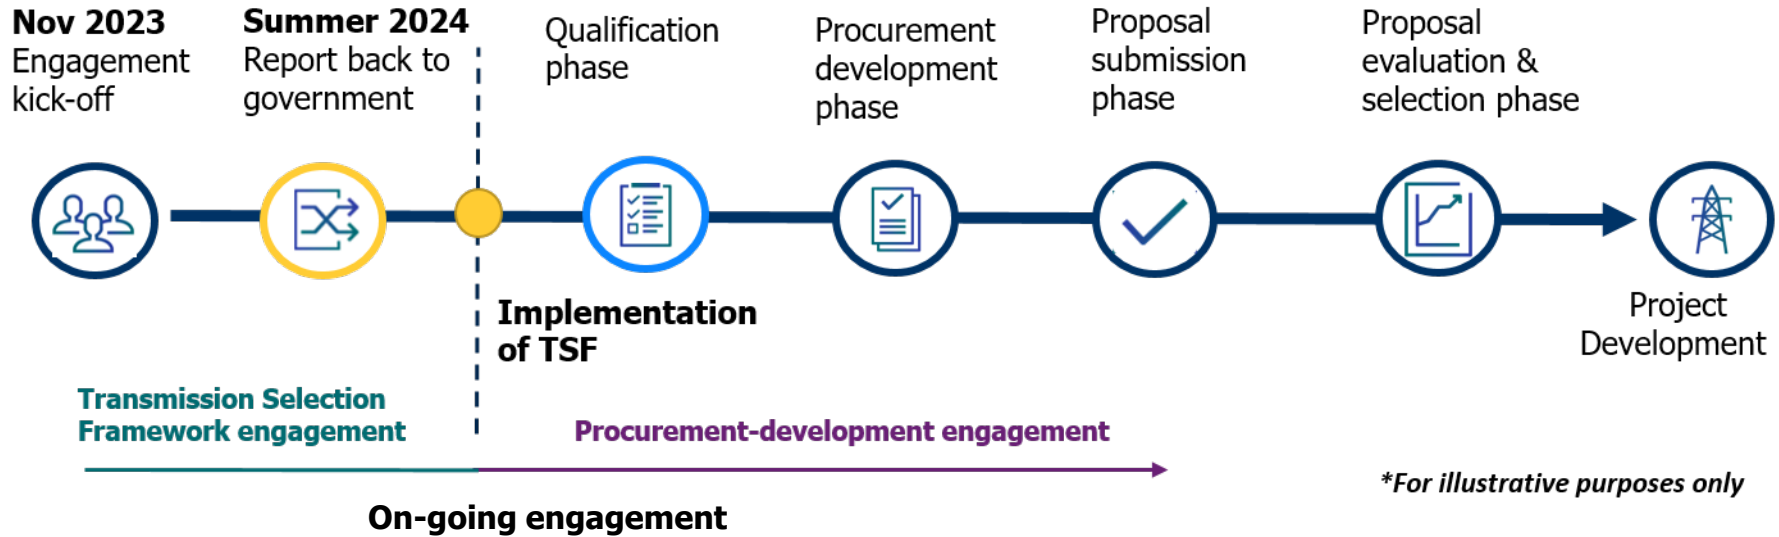 Nov 2023
Engagement
kick-off
Summer 2024
Report back to
government
Qualification
phase
Procurement
development
phase
Proposal
submission
phase
Proposal
evaluation &
selection phase
Implementation
of TSF
Project
Development
Transmission Selection
Framework engagement
Procurement-development engagement
*For illustrative purposes only
On-going engagement